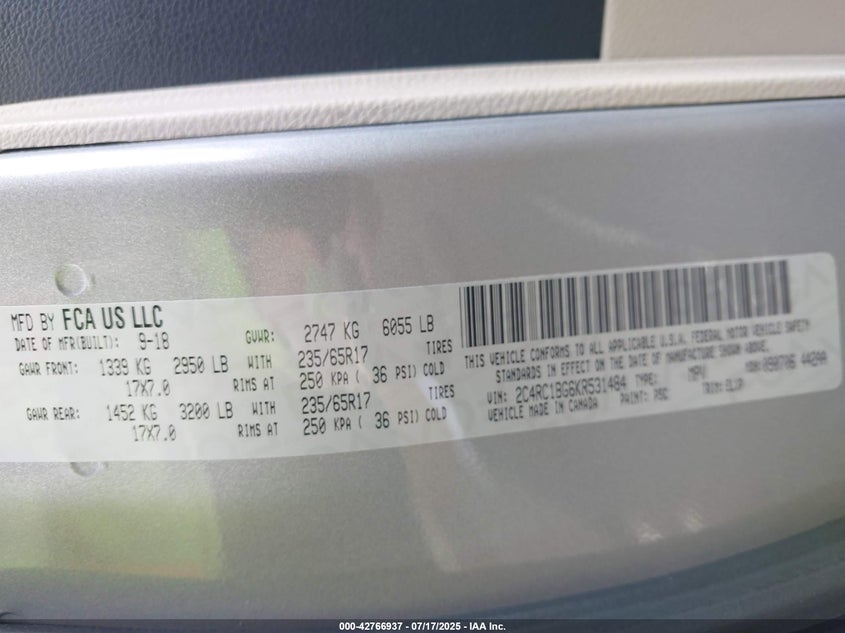 MFD BY FCA US LLC
DATE OF MFR(BUILT): 9-18 GVWR: 2747 KG 6055 LB
GAWR FRONT: 1339 KG 2950 LB WITH 235/65R17 TIRES
17X7.0 RIMS AT 250 KPA ( 36 PSI) COLD
GAWR REAR: 1452 KG 3200 LB WITH 235/65R17 TIRES
17X7.0 RIMS AT 250 KPA ( 36 PSI) COLD
THIS VEHICLE CONFORMS TO ALL APPLICABLE U.S.A. FEDERAL MOTOR VEHICLE SAFETY
STANDARDS IN EFFECT ON THE DATE OF MANUFACTURE SHOWN ABOVE.
MDH: 090706 442AA
VIN: 2C4RC1BG6KR531484 TYPE: MPV
VEHICLE MADE IN CANADA PAINT: PSC TRIM:
000-42766937 - 07/17/2025 - IAA Inc.